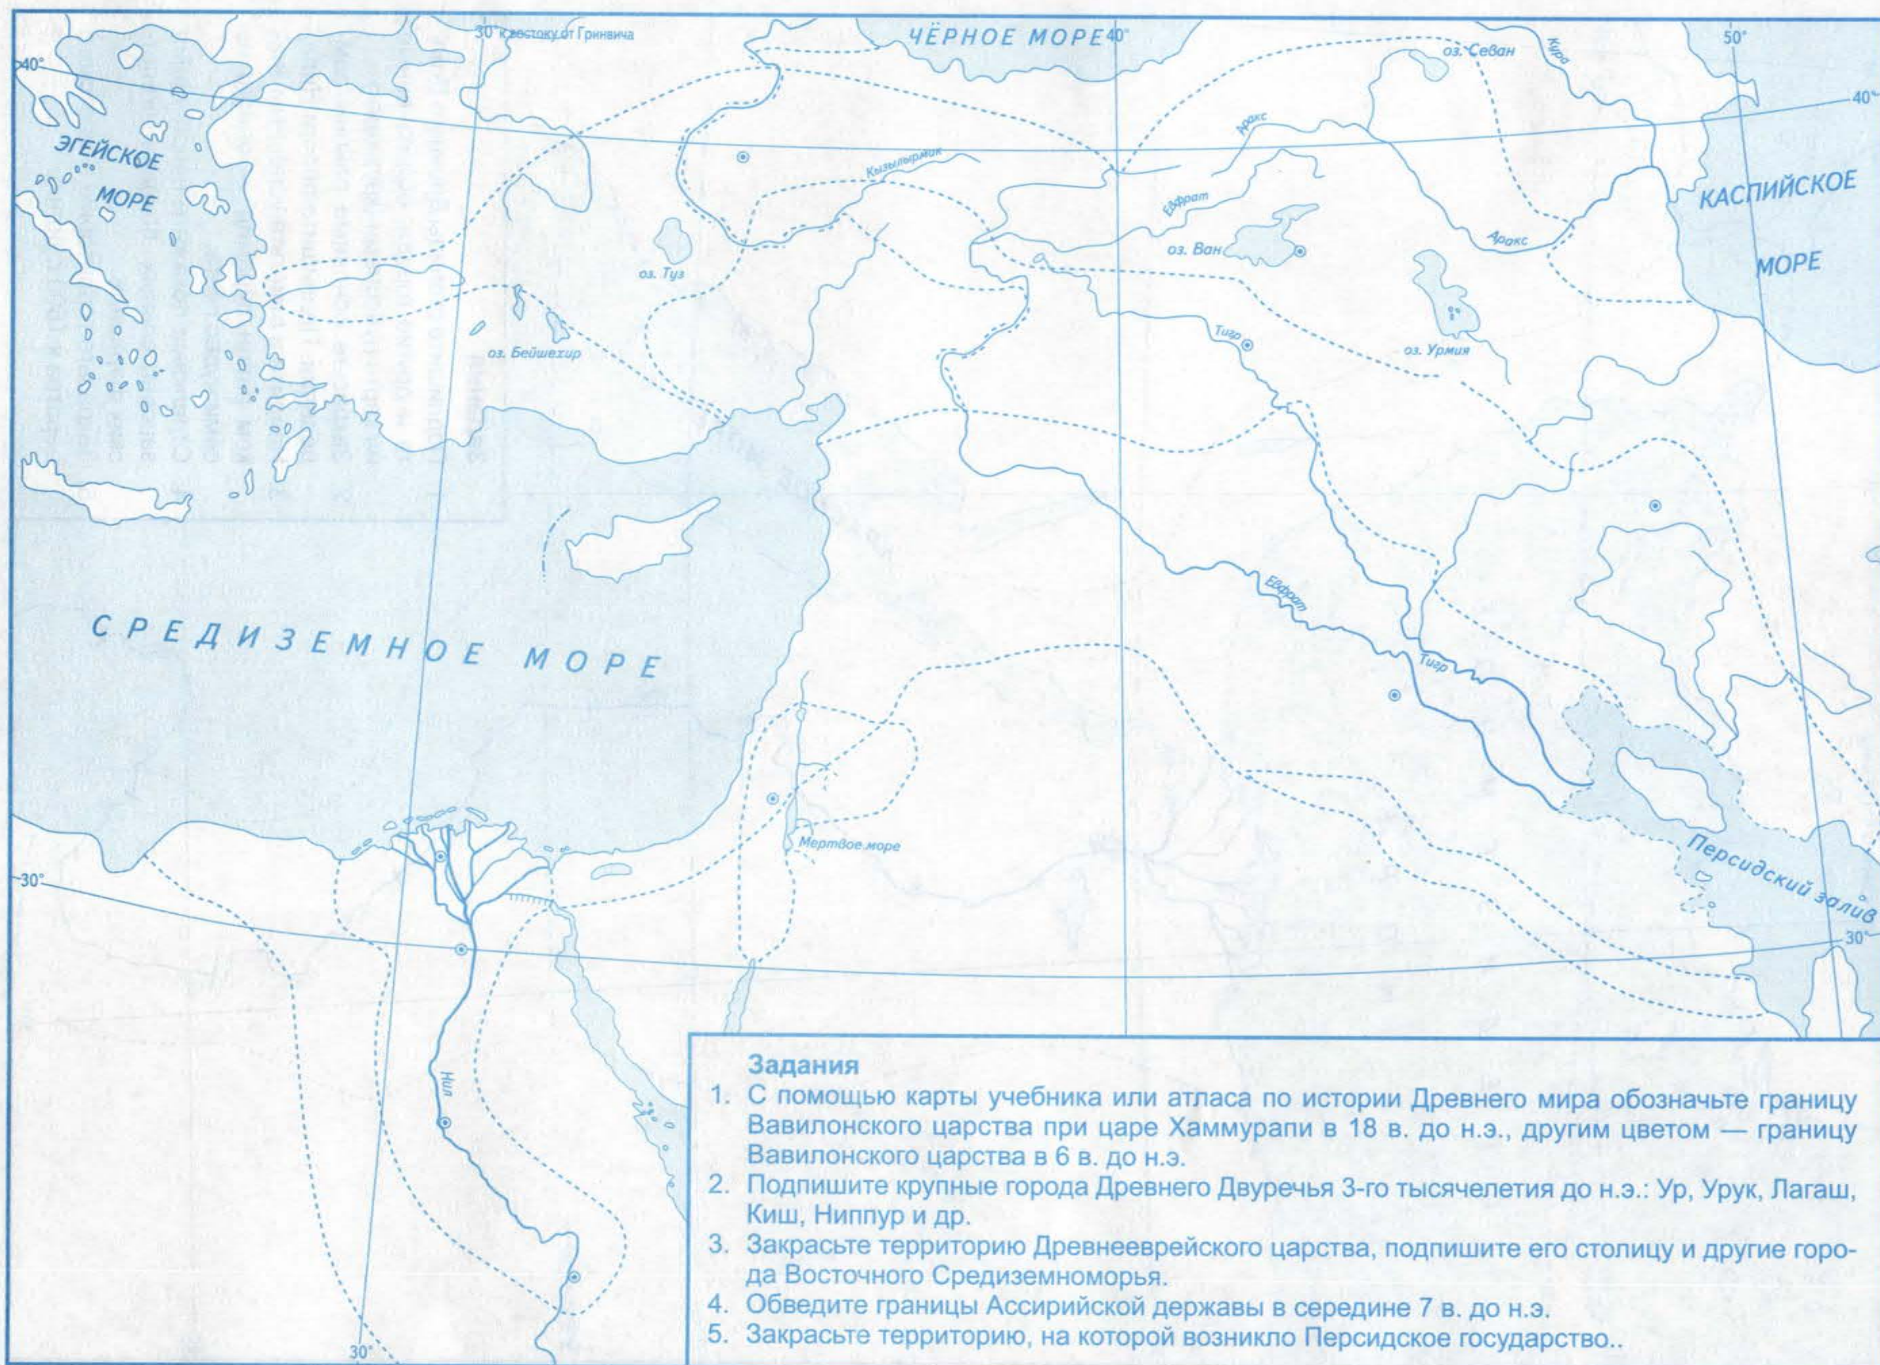 30° к востоку от Гринвича
ЧЁРНОЕ МОРЕ
40°
50°
оз. Севан
Кура
40°
40°
ЭГЕЙСКОЕ
МОРЕ
Кызылырмак
Аракс
Евфрат
КАСПИЙСКОЕ
МОРЕ
оз. Туз
оз. Ван
Аракс
оз. Бейшехир
Тигр
оз. Урмия
Евфрат
СРЕДИЗЕМНОЕ МОРЕ
Тигр
Мертвое море
Персидский залив
30°
30°
Нил
30°
Задания
1. С помощью карты учебника или атласа по истории Древнего мира обозначьте границу
Вавилонского царства при царе Хаммурапи в 18 в. до н.э., другим цветом — границу
Вавилонского царства в 6 в. до н.э.
2. Подпишите крупные города Древнего Двуречья 3-го тысячелетия до н.э.: Ур, Урук, Лагаш,
Киш, Ниппур и др.
3. Закрасьте территорию Древнееврейского царства, подпишите его столицу и другие горо-
да Восточного Средиземноморья.
4. Обведите границы Ассирийской державы в середине 7 в. до н.э.
5. Закрасьте территорию, на которой возникло Персидское государство..